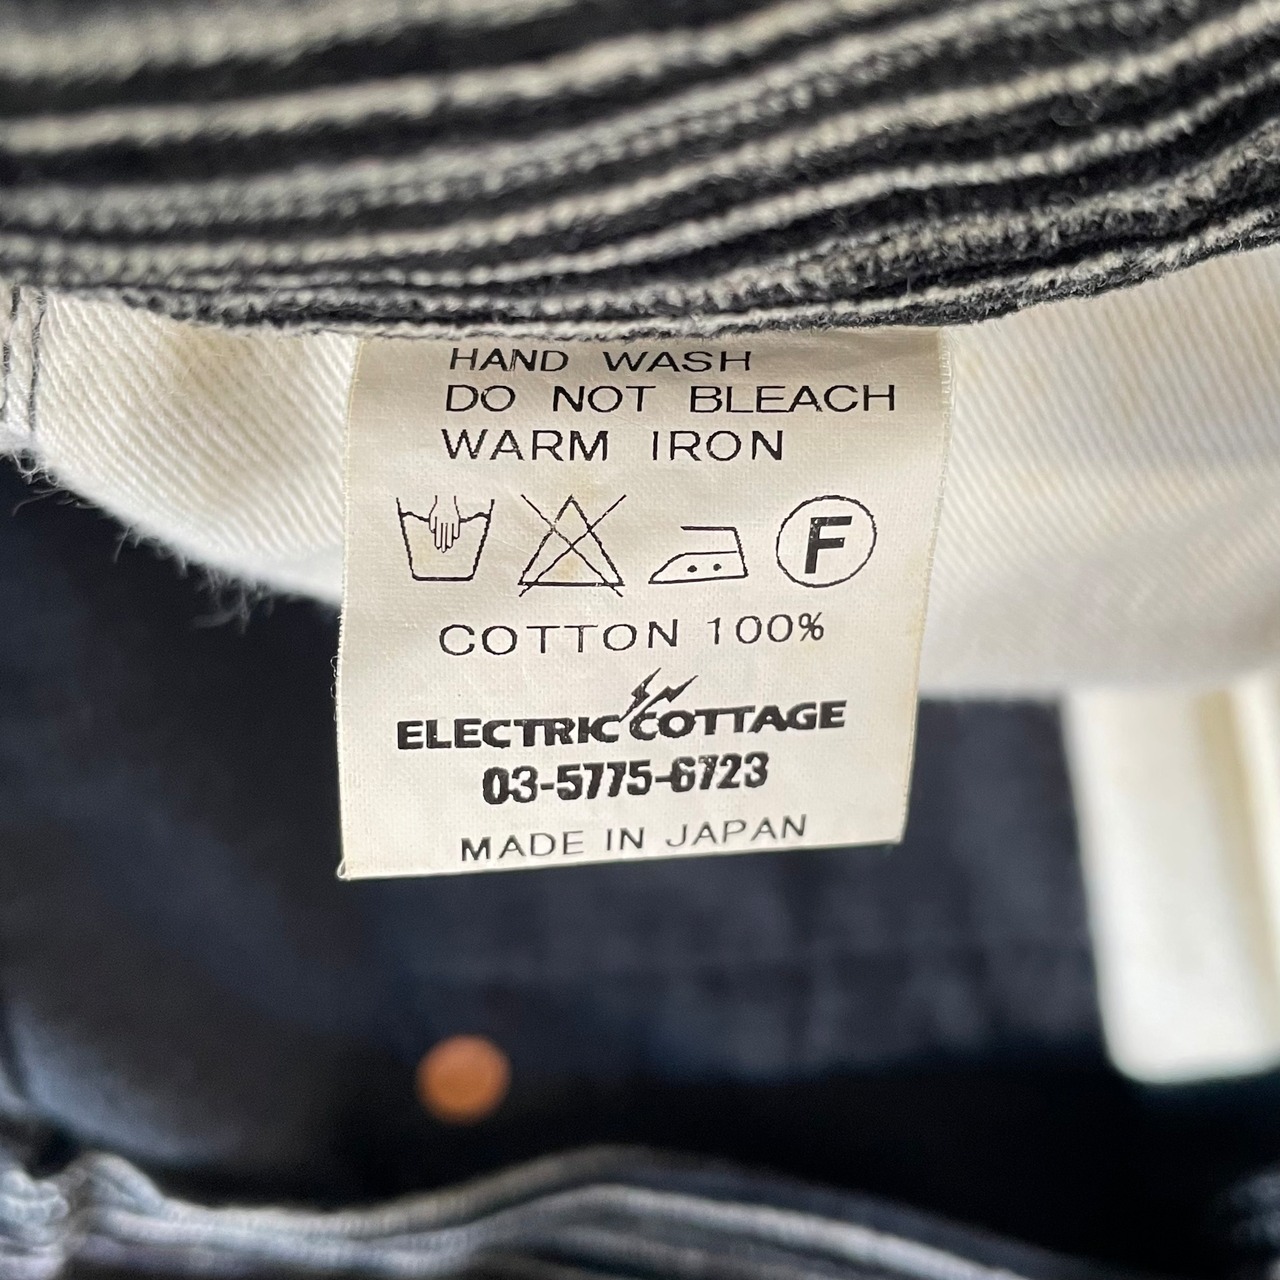 HAND WASH
DO NOT BLEACH
WARM IRON
F
COTTON 100%
ELECTRIC COTTAGE
03-5775-6723
MADE IN JAPAN